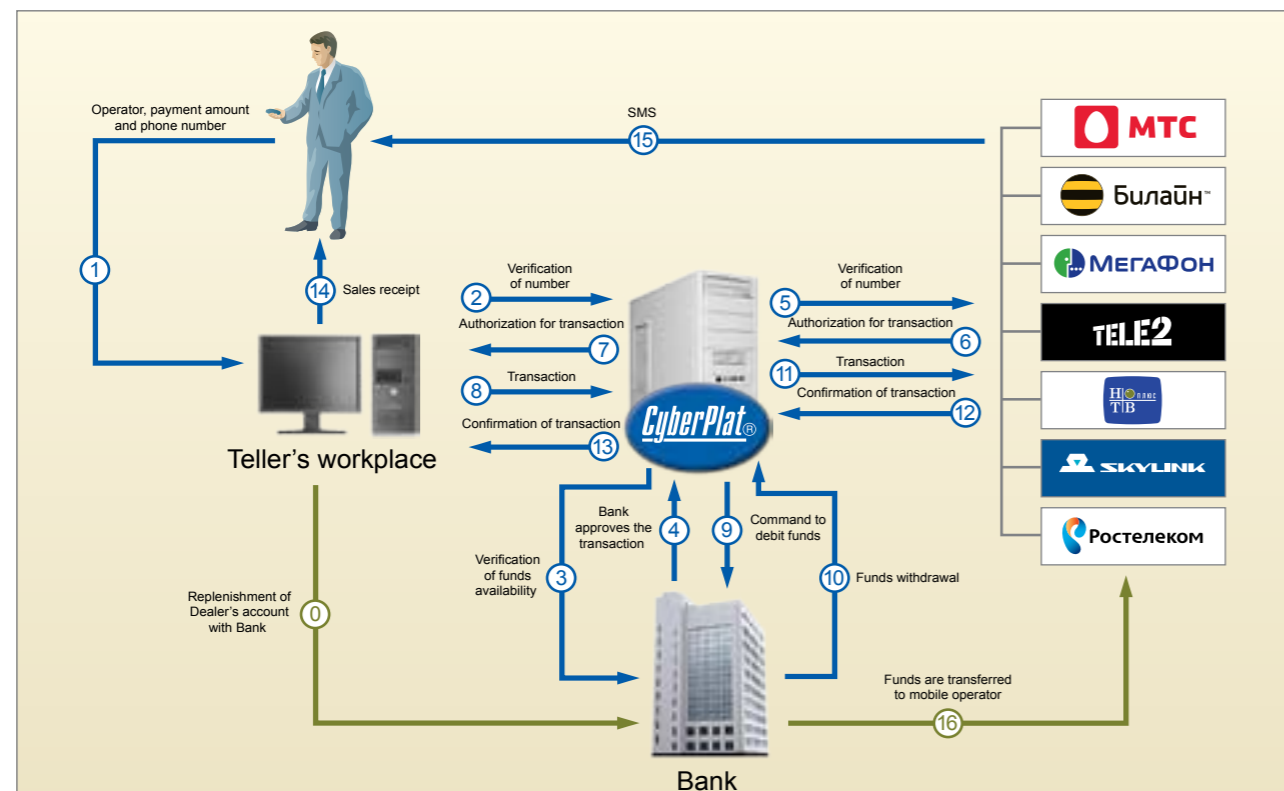 Operator, payment amount
and phone number
SMS
15
МТС
Билайн™
МЕГАФОН
TELE2
НТВ плюс
SKYLINK
Ростелеком
1
14
Sales receipt
Verification
of number
2
Authorization for transaction
7
8
Transaction
Confirmation of transaction
13
Verification
of number
5
Authorization for transaction
6
11
Transaction
Confirmation of transaction
12
CyberPlat®
Teller's workplace
Bank
approves the
transaction
4
9
Command to
debit funds
Verification
of funds
availability
3
10
Funds withdrawal
Replenishment of
Dealer's account
with Bank
0
Funds are transferred
to mobile operator
16
Bank